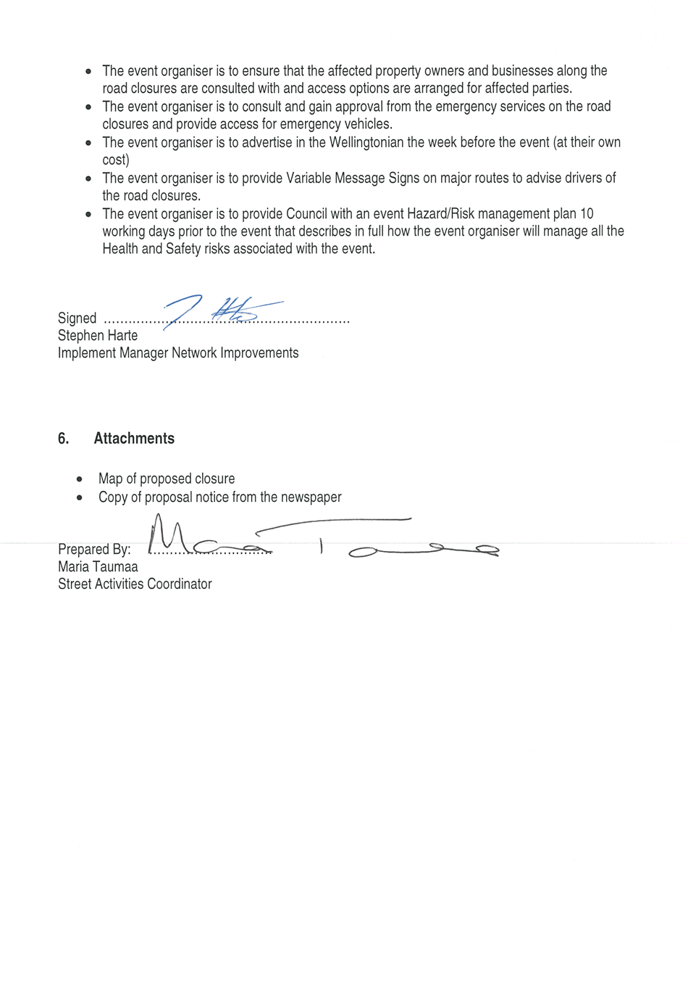 • The event organiser is to ensure that the affected property owners and businesses along the
road closures are consulted with and access options are arranged for affected parties.
• The event organiser is to consult and gain approval from the emergency services on the road
closures and provide access for emergency vehicles.
• The event organiser is to advertise in the Wellingtonian the week before the event (at their own
cost)
• The event organiser is to provide Variable Message Signs on major routes to advise drivers of
the road closures.
• The event organiser is to provide Council with an event Hazard/Risk management plan 10
working days prior to the event that describes in full how the event organiser will manage all the
Health and Safety risks associated with the event.
Signed ............................................................
Stephen Harte
Implement Manager Network Improvements
6. Attachments
• Map of proposed closure
• Copy of proposal notice from the newspaper
Prepared By: Maria Taumaa
Maria Taumaa
Street Activities Coordinator